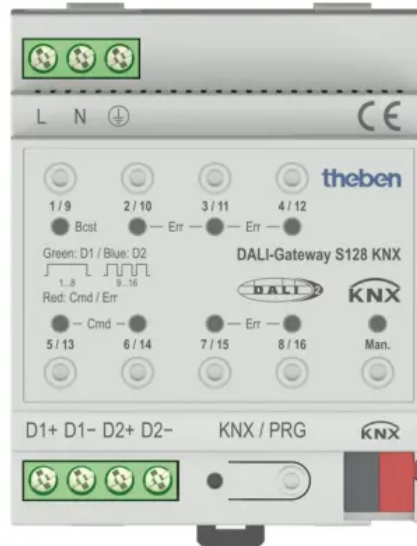 L N
CE
theben
1 / 9 2 / 10 3 / 11 4 / 12
Bcst Err Err
Green: D1 / Blue: D2
DALI-Gateway S128 KNX
1...8 9...16
DALI 2 KNX
Red: Cmd / Err
Cmd Err
5 / 13 6 / 14 7 / 15 8 / 16 Man.
D1+ D1− D2+ D2− KNX / PRG KNX